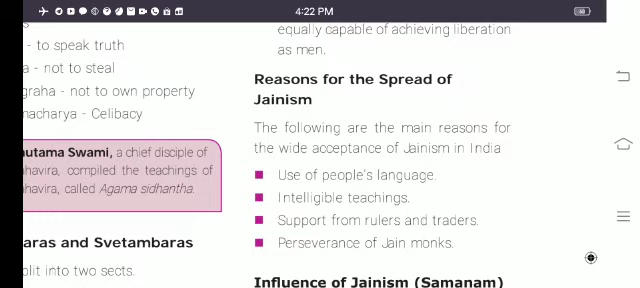 4:22 PM
- to speak truth
a - not to steal
graha - not to own property
nacharya - Celibacy
utama Swami, a chief disciple of
havira, compiled the teachings of
havira, called Agama sidhantha.
aras and Svetambaras
plit into two sects.
equally capable of achieving liberation
as men.
Reasons for the Spread of
Jainism
The following are the main reasons for
the wide acceptance of Jainism in India
■ Use of people's language.
■ Intelligible teachings.
■ Support from rulers and traders.
■ Perseverance of Jain monks.
Influence of Jainism (Samanam)